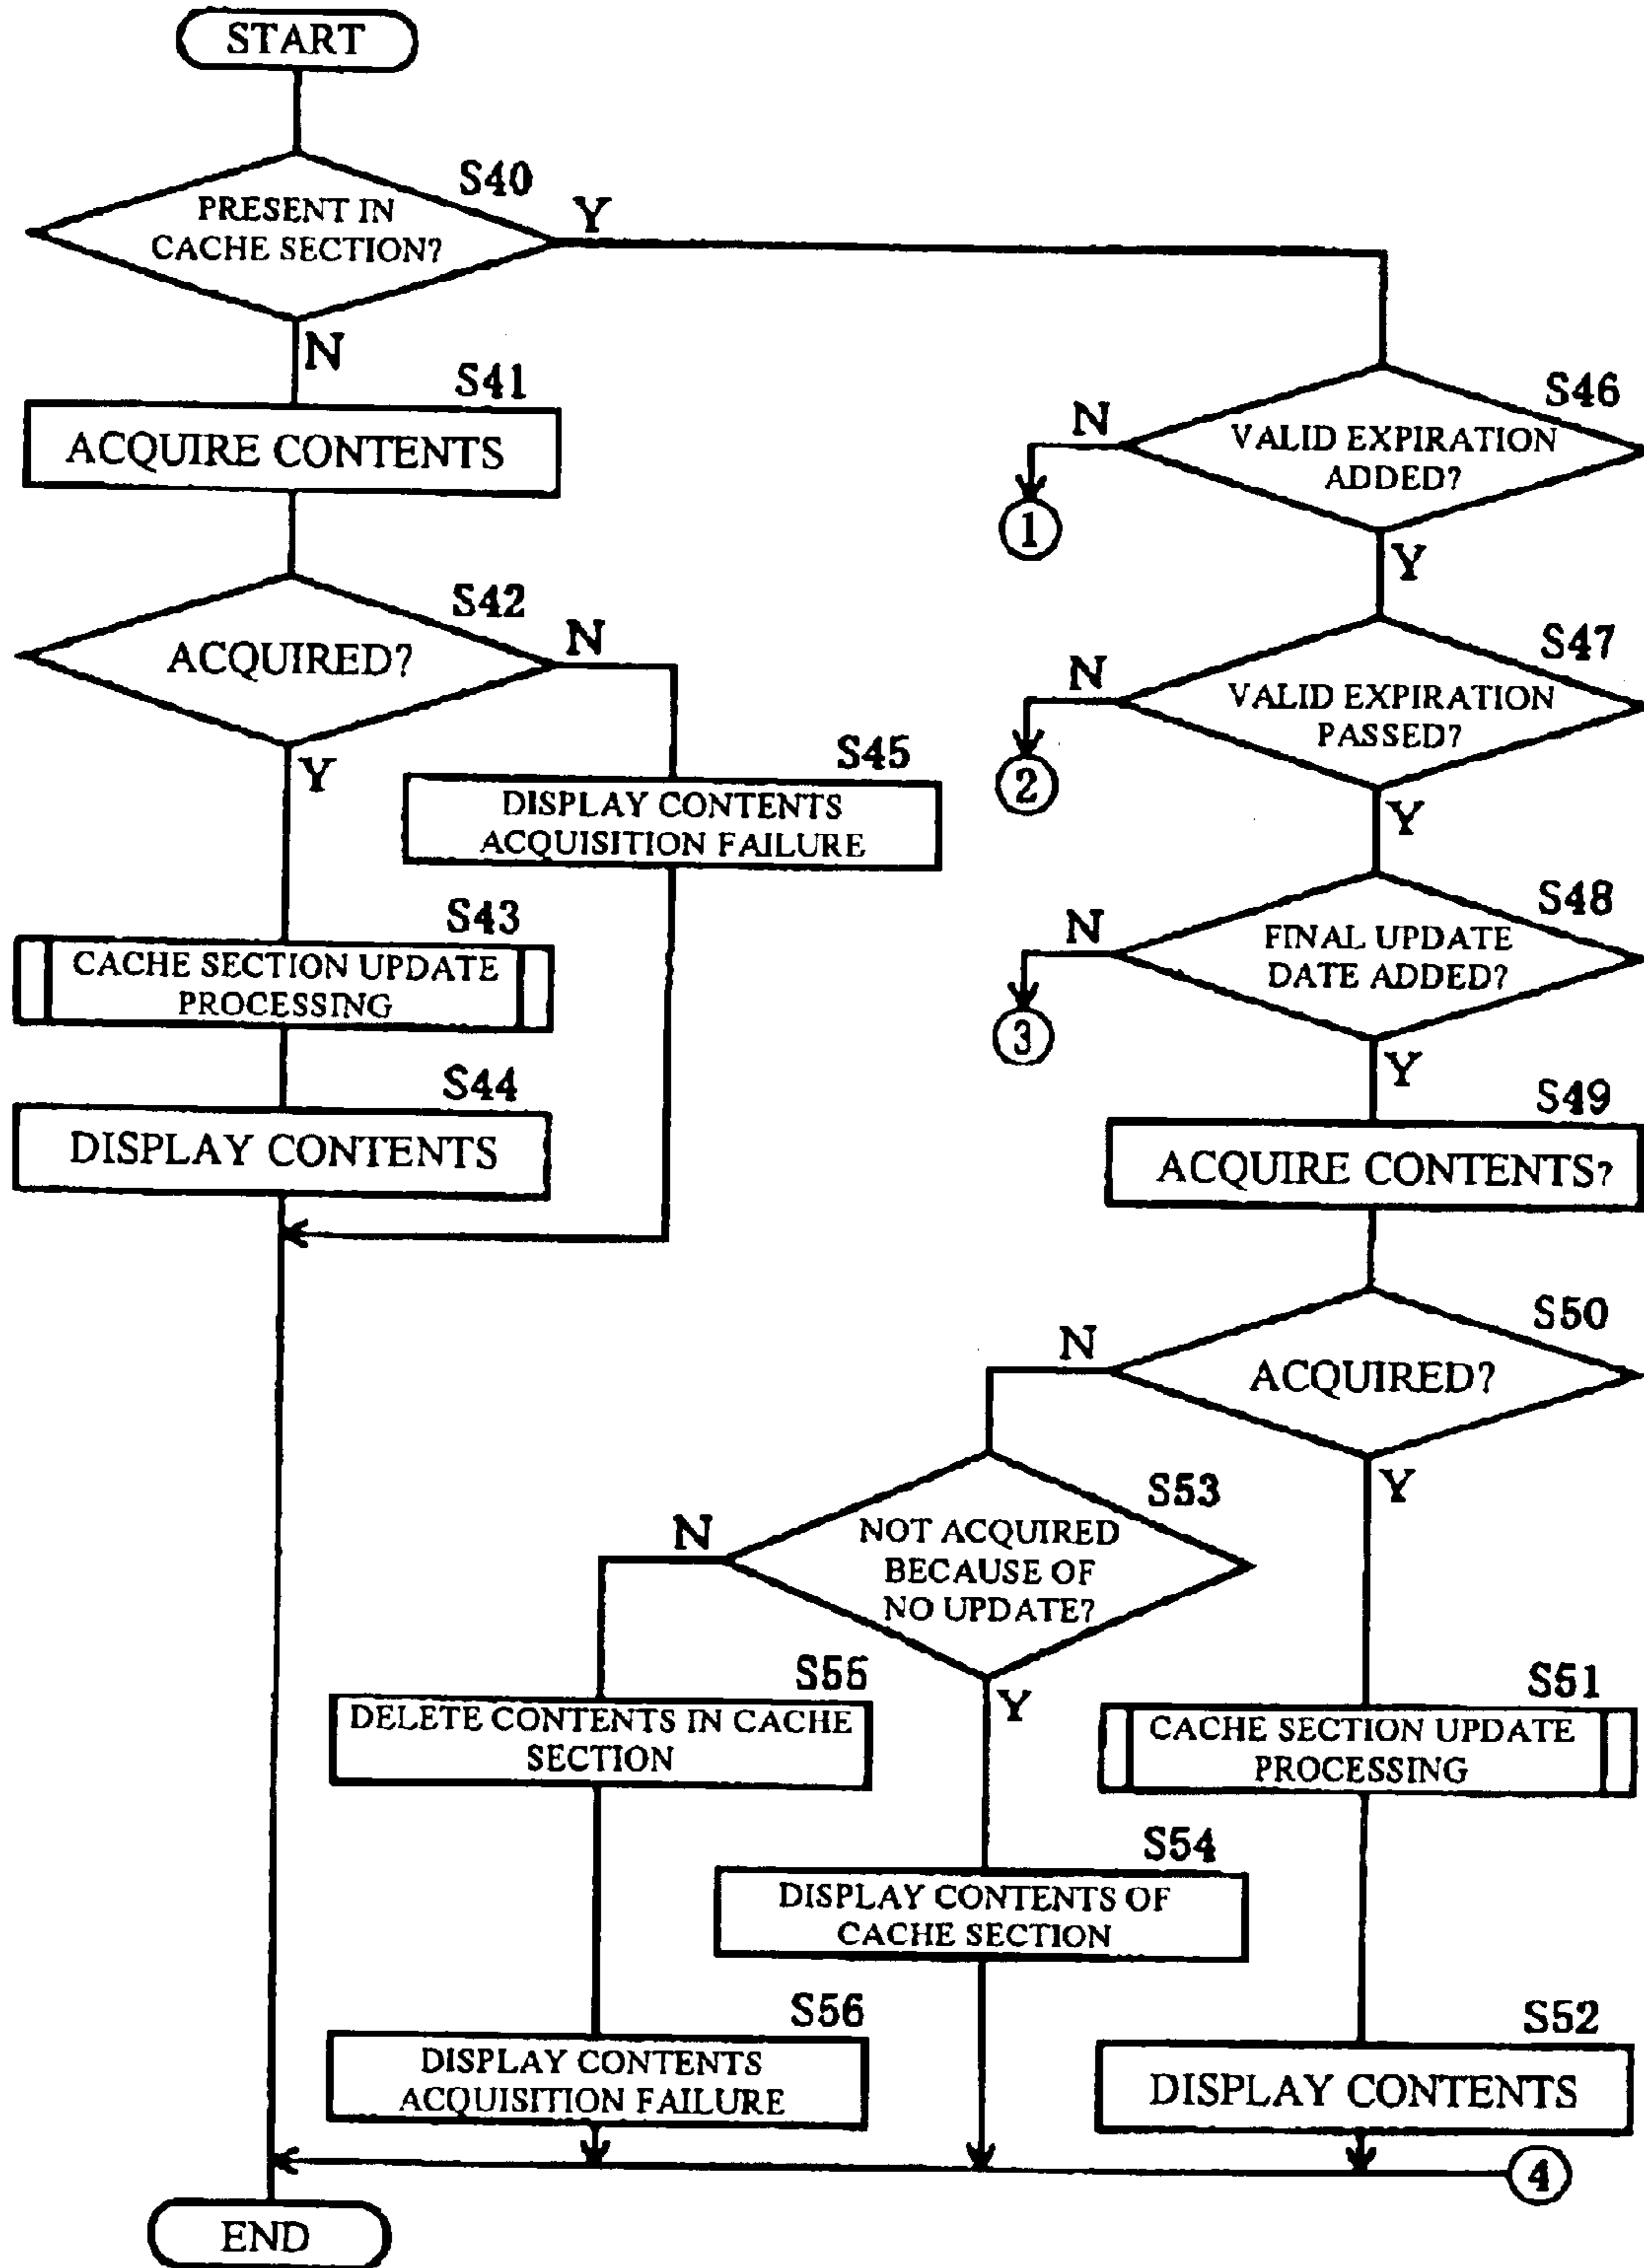 START
S40
PRESENT IN
CACHE SECTION?
Y
N
S41
ACQUIRE CONTENTS
S42
ACQUIRED?
N
Y
S45
DISPLAY CONTENTS
ACQUISITION FAILURE
S43
CACHE SECTION UPDATE
PROCESSING
S44
DISPLAY CONTENTS
S46
VALID EXPIRATION
ADDED?
N
1
Y
S47
VALID EXPIRATION
PASSED?
N
2
Y
S48
FINAL UPDATE
DATE ADDED?
N
3
Y
S49
ACQUIRE CONTENTS?
S50
ACQUIRED?
N
Y
S53
NOT ACQUIRED
BECAUSE OF
NO UPDATE?
N
Y
S55
DELETE CONTENTS IN CACHE
SECTION
S51
CACHE SECTION UPDATE
PROCESSING
S54
DISPLAY CONTENTS OF
CACHE SECTION
S56
DISPLAY CONTENTS
ACQUISITION FAILURE
S52
DISPLAY CONTENTS
4
END